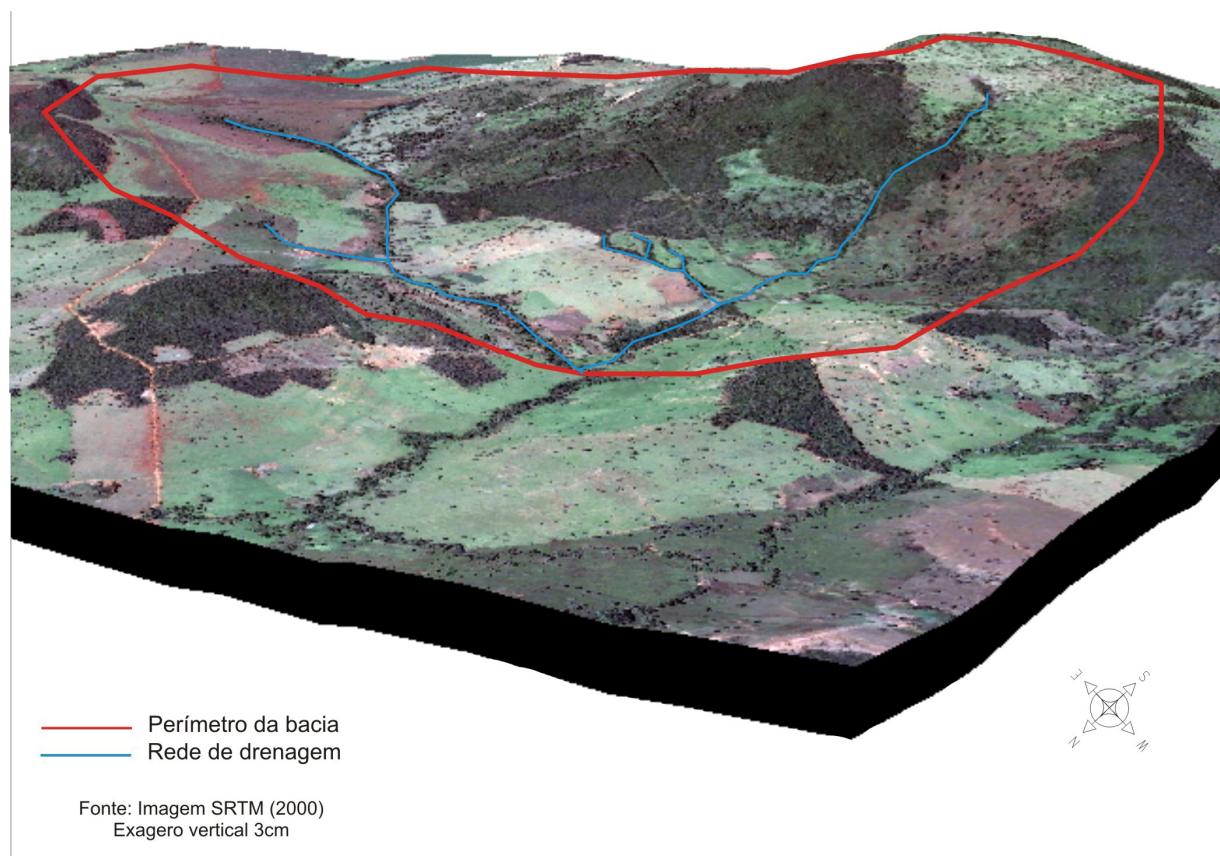 Perímetro da bacia
Rede de drenagem
Fonte: Imagem SRTM (2000)
Exagero vertical 3cm
E
S
N
W